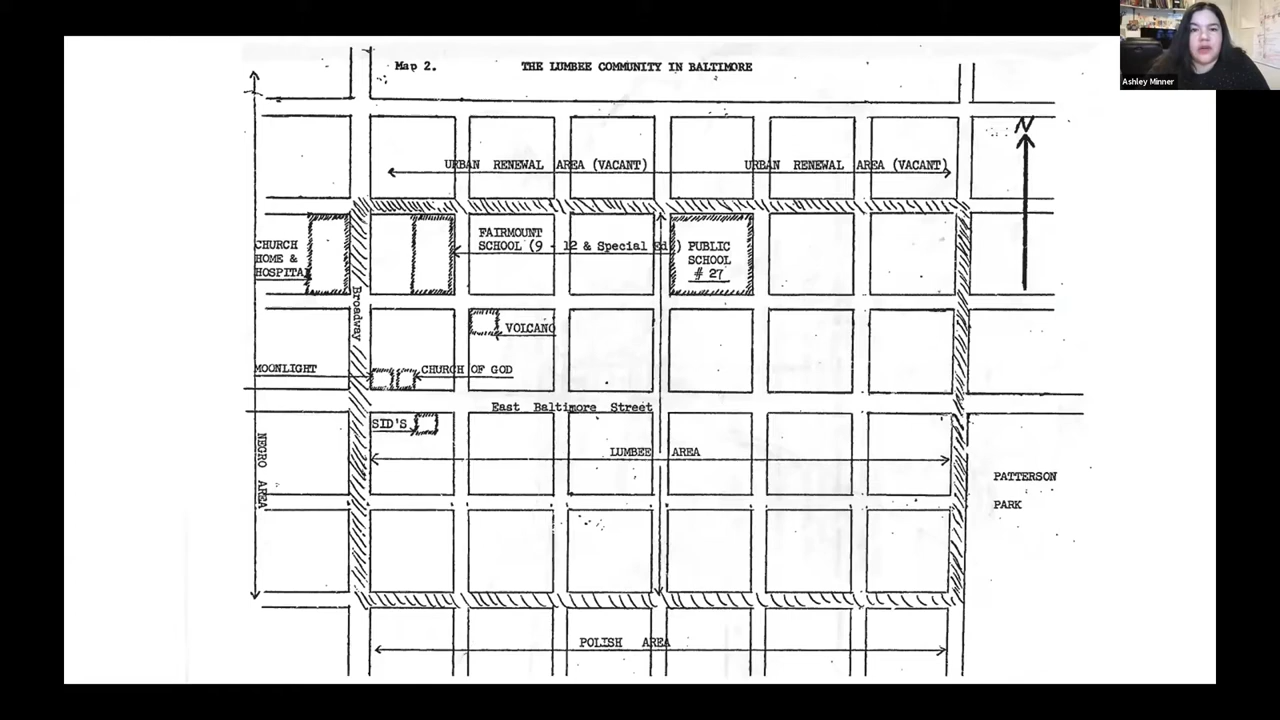 Ashley Minner
Map 2.
THE LUMBEE COMMUNITY IN BALTIMORE
N
URBAN RENEWAL AREA (VACANT)
URBAN RENEWAL AREA (VACANT)
CHURCH
HOME &
HOSPITAL
FAIRMOUNT
SCHOOL (9 - 12 & Special Ed.)
PUBLIC
SCHOOL
# 27
Broadway
VOLCANO
MOONLIGHT
CHURCH OF GOD
East Baltimore Street
SID'S
LUMBEE AREA
NEGRO AREA
PATTERSON
PARK
POLISH AREA